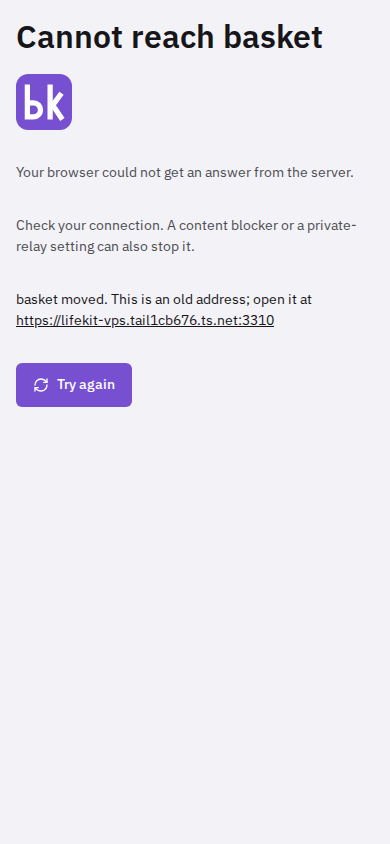 Cannot reach basket
bk
Your browser could not get an answer from the server.
Check your connection. A content blocker or a private-
relay setting can also stop it.
basket moved. This is an old address; open it at
https://lifekit-vps.tail1cb676.ts.net:3310
Try again